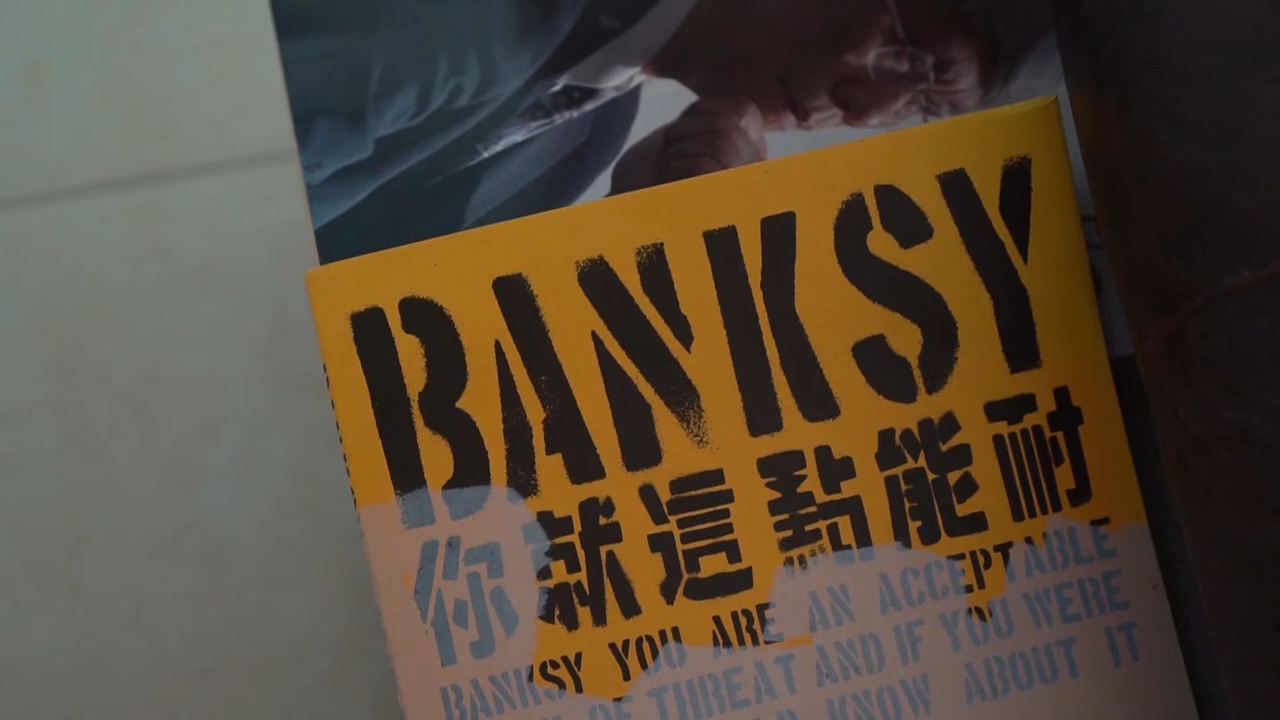 BANKSY
你就這點能耐
BANKSY YOU ARE AN ACCEPTABLE
OF THREAT AND IF YOU WERE
KNOW ABOUT IT